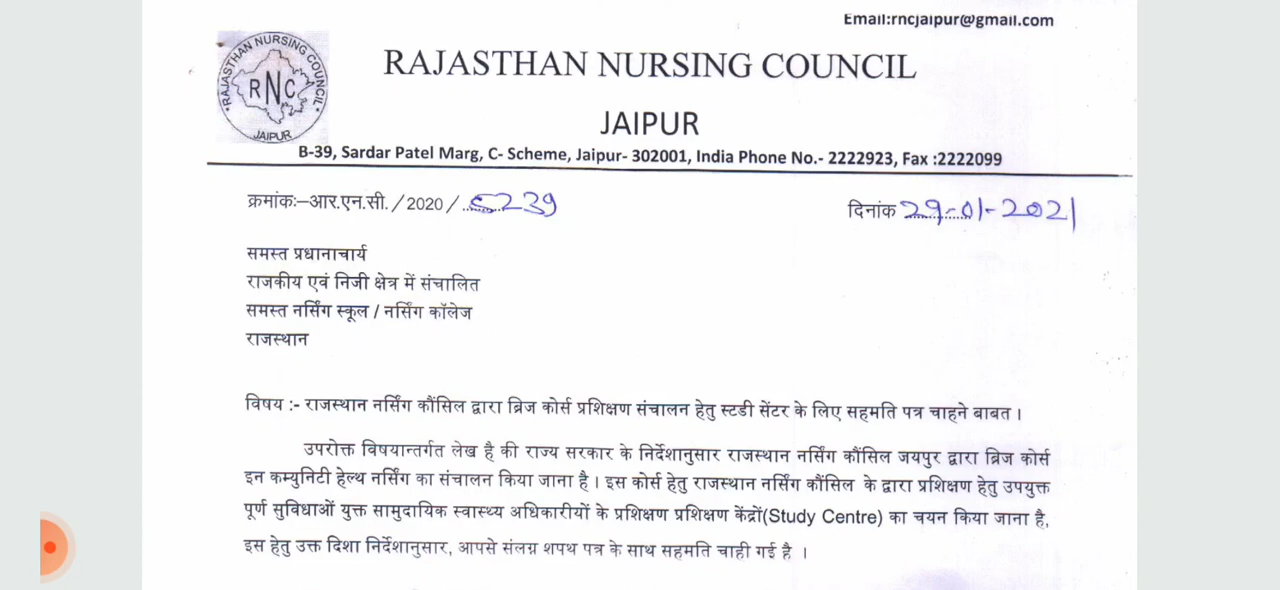 Email:rncjaipur@gmail.com
RAJASTHAN NURSING COUNCIL
RAJASTHAN NURSING COUNCIL
RNC
JAIPUR
JAIPUR
B-39, Sardar Patel Marg, C- Scheme, Jaipur- 302001, India Phone No.- 2222923, Fax :2222099
क्रमांकः–आर.एन.सी. / 2020 / 5239
दिनांक 29-01-2021
समस्त प्रधानाचार्य
राजकीय एवं निजी क्षेत्र में संचालित
समस्त नर्सिंग स्कूल / नर्सिंग कॉलेज
राजस्थान
विषय :- राजस्थान नर्सिंग कौंसिल द्वारा ब्रिज कोर्स प्रशिक्षण संचालन हेतु स्टडी सेंटर के लिए सहमति पत्र चाहने बाबत ।
उपरोक्त विषयान्तर्गत लेख है की राज्य सरकार के निर्देशानुसार राजस्थान नर्सिंग कौंसिल जयपुर द्वारा ब्रिज कोर्स
इन कम्युनिटी हेल्थ नर्सिंग का संचालन किया जाना है । इस कोर्स हेतु राजस्थान नर्सिंग कौंसिल के द्वारा प्रशिक्षण हेतु उपयुक्त
पूर्ण सुविधाओं युक्त सामुदायिक स्वास्थ्य अधिकारीयों के प्रशिक्षण प्रशिक्षण केंद्रों(Study Centre) का चयन किया जाना है,
इस हेतु उक्त दिशा निर्देशानुसार, आपसे संलग्न शपथ पत्र के साथ सहमति चाही गई है ।